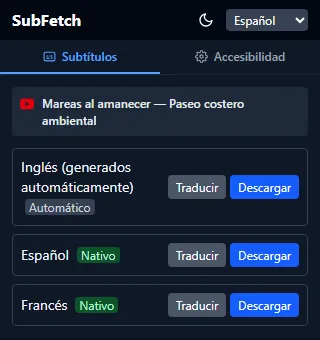 SubFetch
Español
Subtítulos
Accesibilidad
Mareas al amanecer — Paseo costero
ambiental
Inglés (generados
automáticamente)
Automático
Traducir
Descargar
Español Nativo
Traducir
Descargar
Francés Nativo
Traducir
Descargar